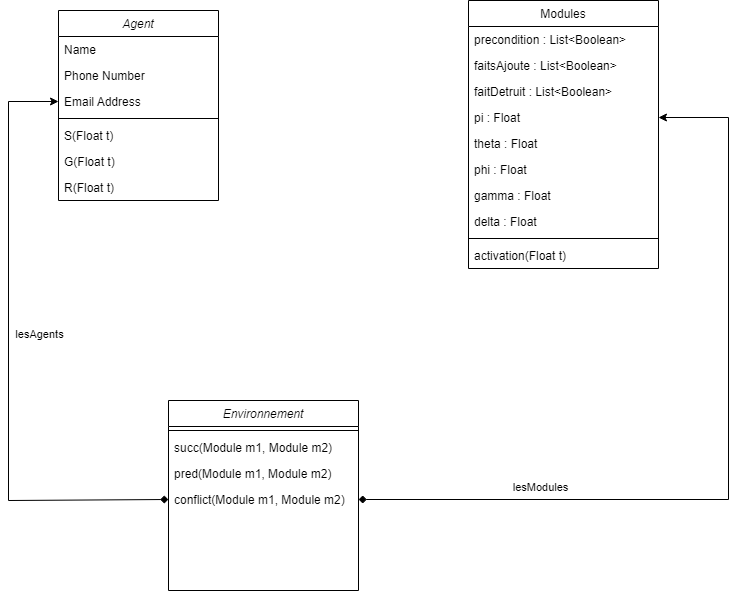 Agent
Name
Phone Number
Email Address
S(Float t)
G(Float t)
R(Float t)
Modules
precondition : List<Boolean>
faitsAjoute : List<Boolean>
faitDetruit : List<Boolean>
pi : Float
theta : Float
phi : Float
gamma : Float
delta : Float
activation(Float t)
lesAgents
Environnement
succ(Module m1, Module m2)
pred(Module m1, Module m2)
conflict(Module m1, Module m2)
lesModules